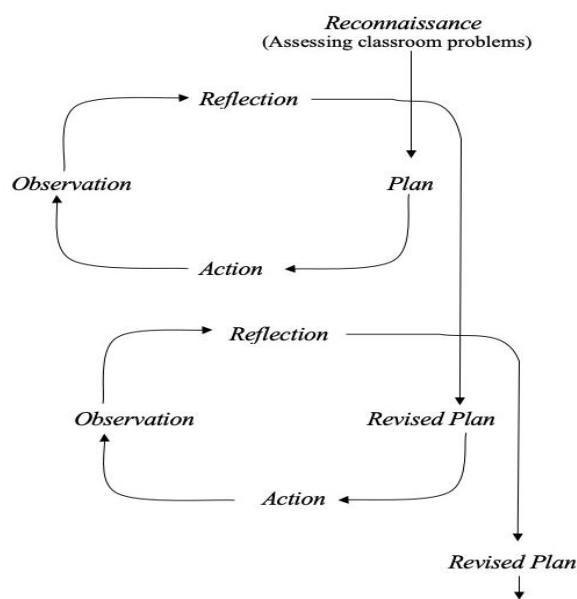 Reconnaissance
(Assessing classroom problems)
Reflection
Observation
Plan
Action
Reflection
Observation
Revised Plan
Action
Revised Plan